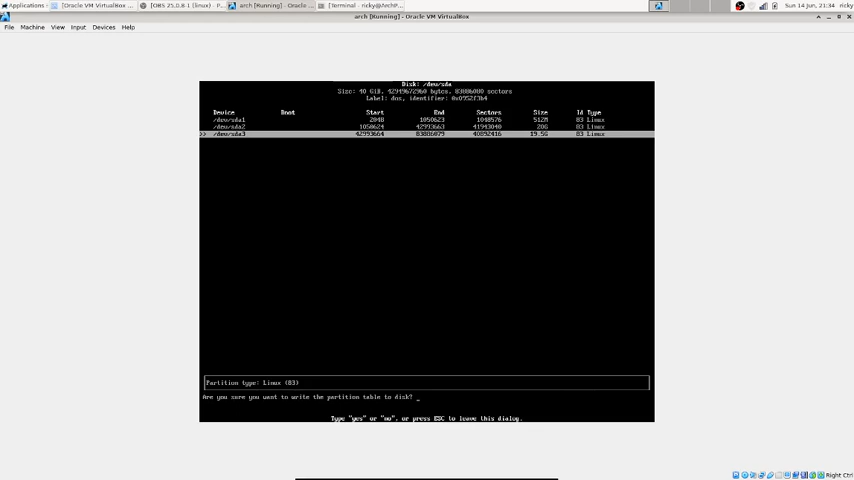 Applications
[Oracle VM VirtualBox ...
[OBS 25.0.8-1 (linux) - P...
arch [Running] - Oracle ...
[Terminal - ricky@ArchP...
Sun 14 Jun, 21:34
ricky
arch [Running] - Oracle VM VirtualBox
File Machine View Input Devices Help
Disk: /dev/sda
Size: 40 GiB, 42949672960 bytes, 83886080 sectors
Label: dos, identifier: 0x0952f3b4
Device Boot Start End Sectors Size Id Type
/dev/sda1 2048 1050623 1048576 512M 83 Linux
/dev/sda2 1050624 42993663 41943040 20G 83 Linux
>> /dev/sda3 42993664 83886079 40892416 19.5G 83 Linux
Partition type: Linux (83)
Are you sure you want to write the partition table to disk? _
Type "yes" or "no", or press ESC to leave this dialog.
Right Ctrl